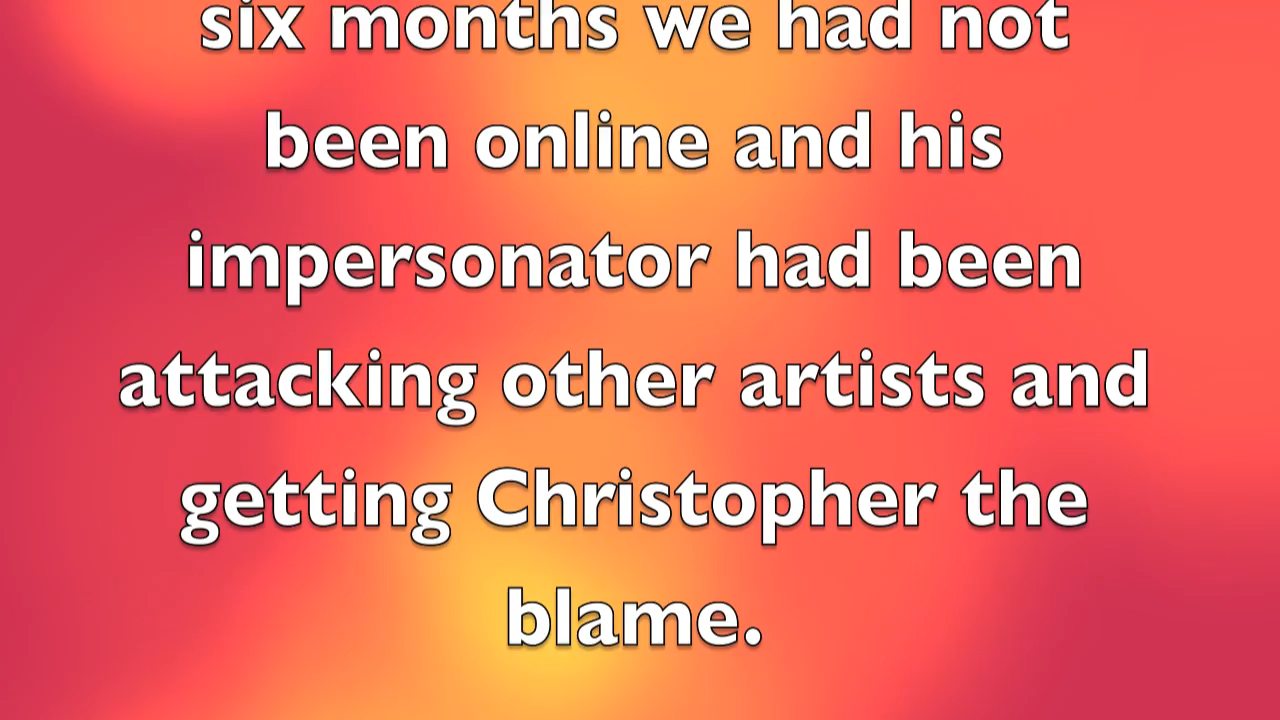 six months we had not
been online and his
impersonator had been
attacking other artists and
getting Christopher the
blame.